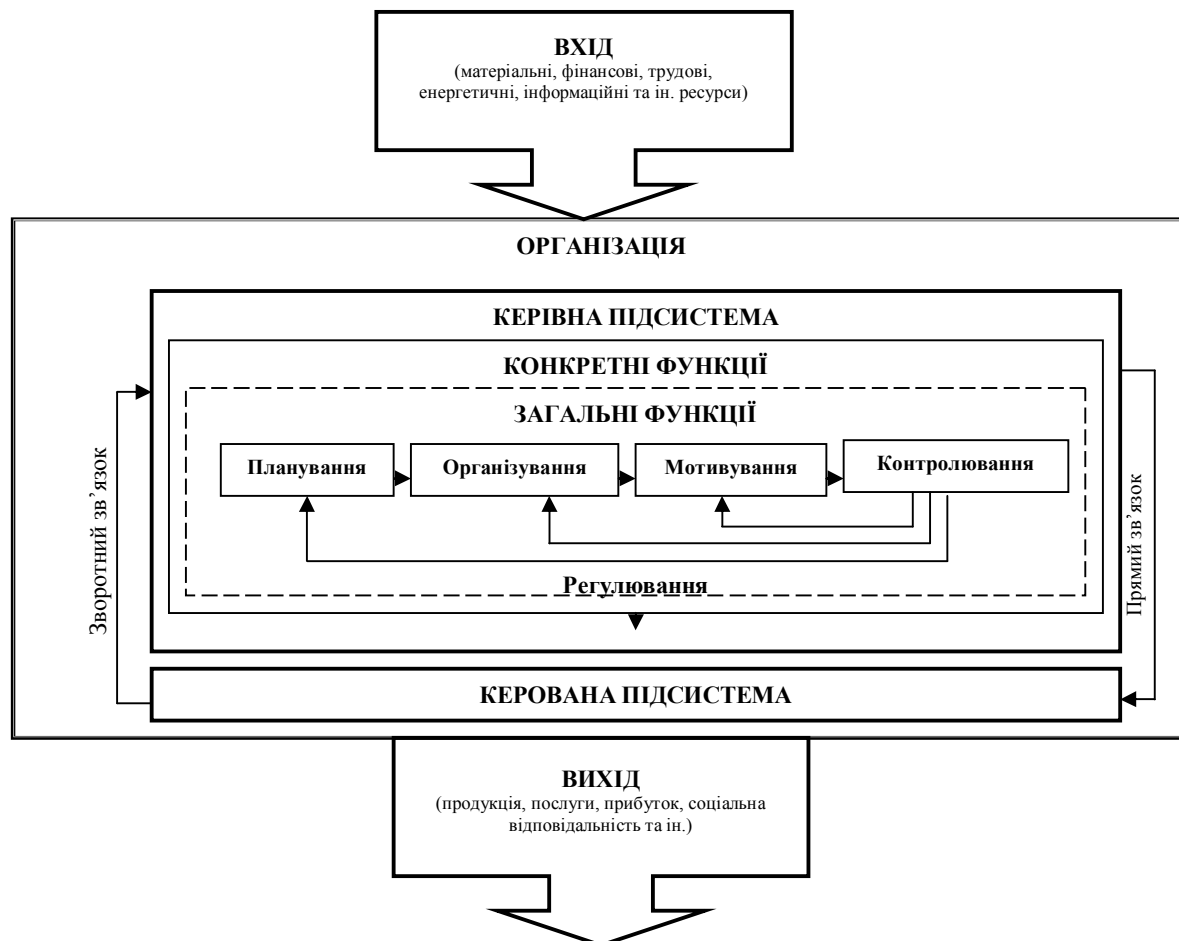 ВХІД
(матеріальні, фінансові, трудові,
енергетичні, інформаційні та ін. ресурси)
ОРГАНІЗАЦІЯ
КЕРІВНА ПІДСИСТЕМА
КОНКРЕТНІ ФУНКЦІЇ
ЗАГАЛЬНІ ФУНКЦІЇ
Планування
Організування
Мотивування
Контролювання
Регулювання
Зворотний зв’язок
Прямий зв’язок
КЕРОВАНА ПІДСИСТЕМА
ВИХІД
(продукція, послуги, прибуток, соціальна
відповідальність та ін.)